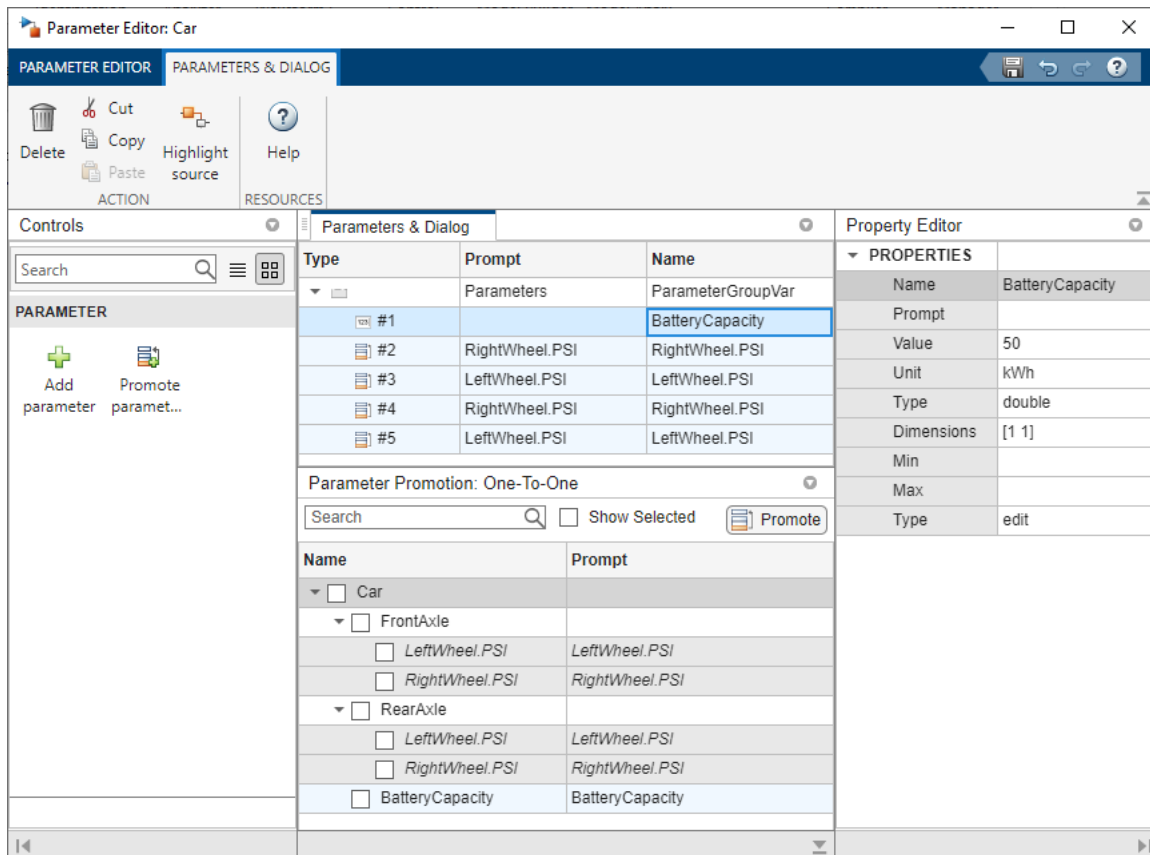 Parameter Editor: Car
PARAMETER EDITOR PARAMETERS & DIALOG
Delete
Cut
Copy
Paste
Highlight source
Help
ACTION RESOURCES
Controls
Search
PARAMETER
Add parameter
Promote paramet...
Parameters & Dialog
Type Prompt Name
Parameters ParameterGroupVar
#1 BatteryCapacity
#2 RightWheel.PSI RightWheel.PSI
#3 LeftWheel.PSI LeftWheel.PSI
#4 RightWheel.PSI RightWheel.PSI
#5 LeftWheel.PSI LeftWheel.PSI
Parameter Promotion: One-To-One
Search Show Selected Promote
Name Prompt
Car
FrontAxle
LeftWheel.PSI LeftWheel.PSI
RightWheel.PSI RightWheel.PSI
RearAxle
LeftWheel.PSI LeftWheel.PSI
RightWheel.PSI RightWheel.PSI
BatteryCapacity BatteryCapacity
Property Editor
PROPERTIES
Name BatteryCapacity
Prompt
Value 50
Unit kWh
Type double
Dimensions [1 1]
Min
Max
Type edit